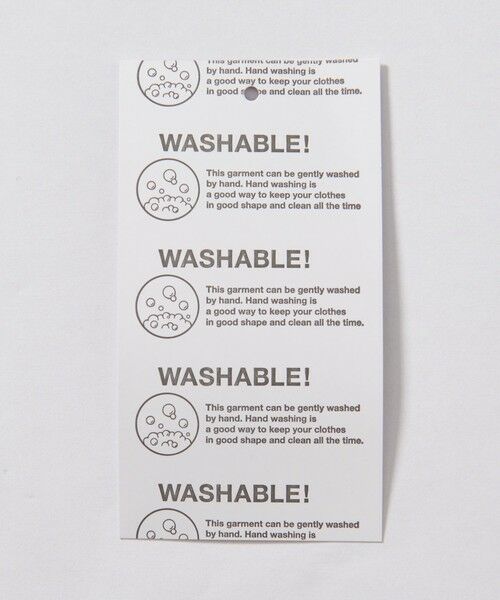 This garment can be gently washed
by hand. Hand washing is
a good way to keep your clothes
in good shape and clean all the time.
WASHABLE!
This garment can be gently washed
by hand. Hand washing is
a good way to keep your clothes
in good shape and clean all the time
WASHABLE!
This garment can be gently washed
by hand. Hand washing is
a good way to keep your clothes
in good shape and clean all the time.
WASHABLE!
This garment can be gently washed
by hand. Hand washing is
a good way to keep your clothes
in good shape and clean all the time.
WASHABLE!
This garment can be gently washed
by hand. Hand washing is